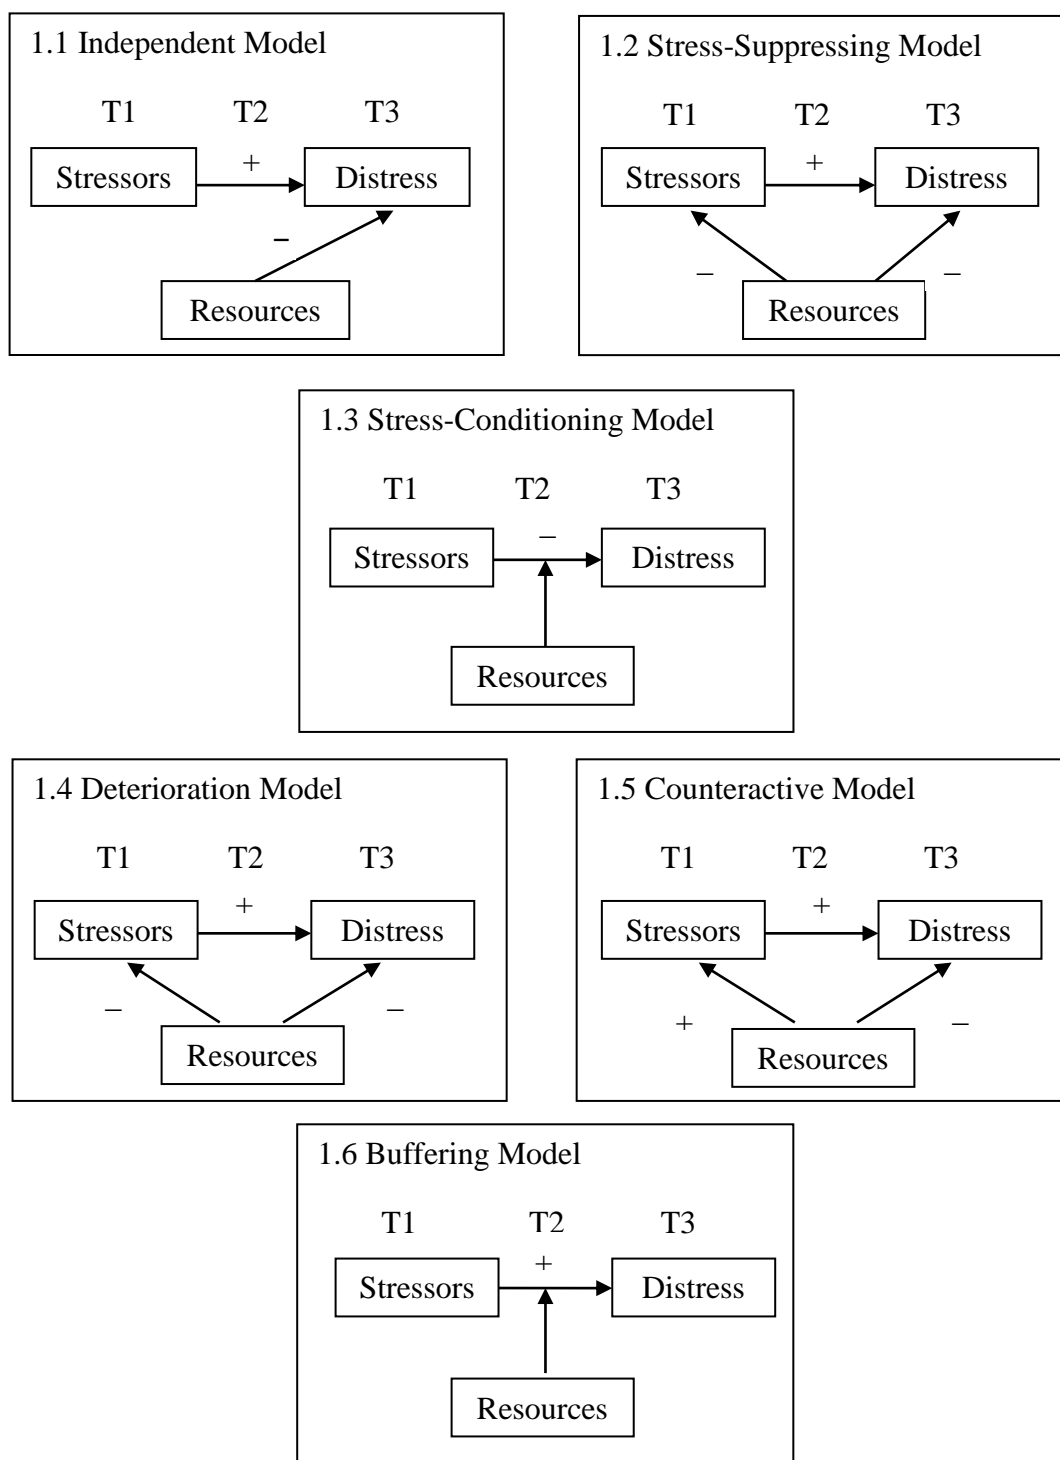 1.1 Independent Model
T1 T2 T3
+
Stressors Distress
–
Resources
1.2 Stress-Suppressing Model
T1 T2 T3
+
Stressors Distress
– –
Resources
1.3 Stress-Conditioning Model
T1 T2 T3
–
Stressors Distress
Resources
1.4 Deterioration Model
T1 T2 T3
+
Stressors Distress
– –
Resources
1.5 Counteractive Model
T1 T2 T3
+
Stressors Distress
+ –
Resources
1.6 Buffering Model
T1 T2 T3
+
Stressors Distress
Resources